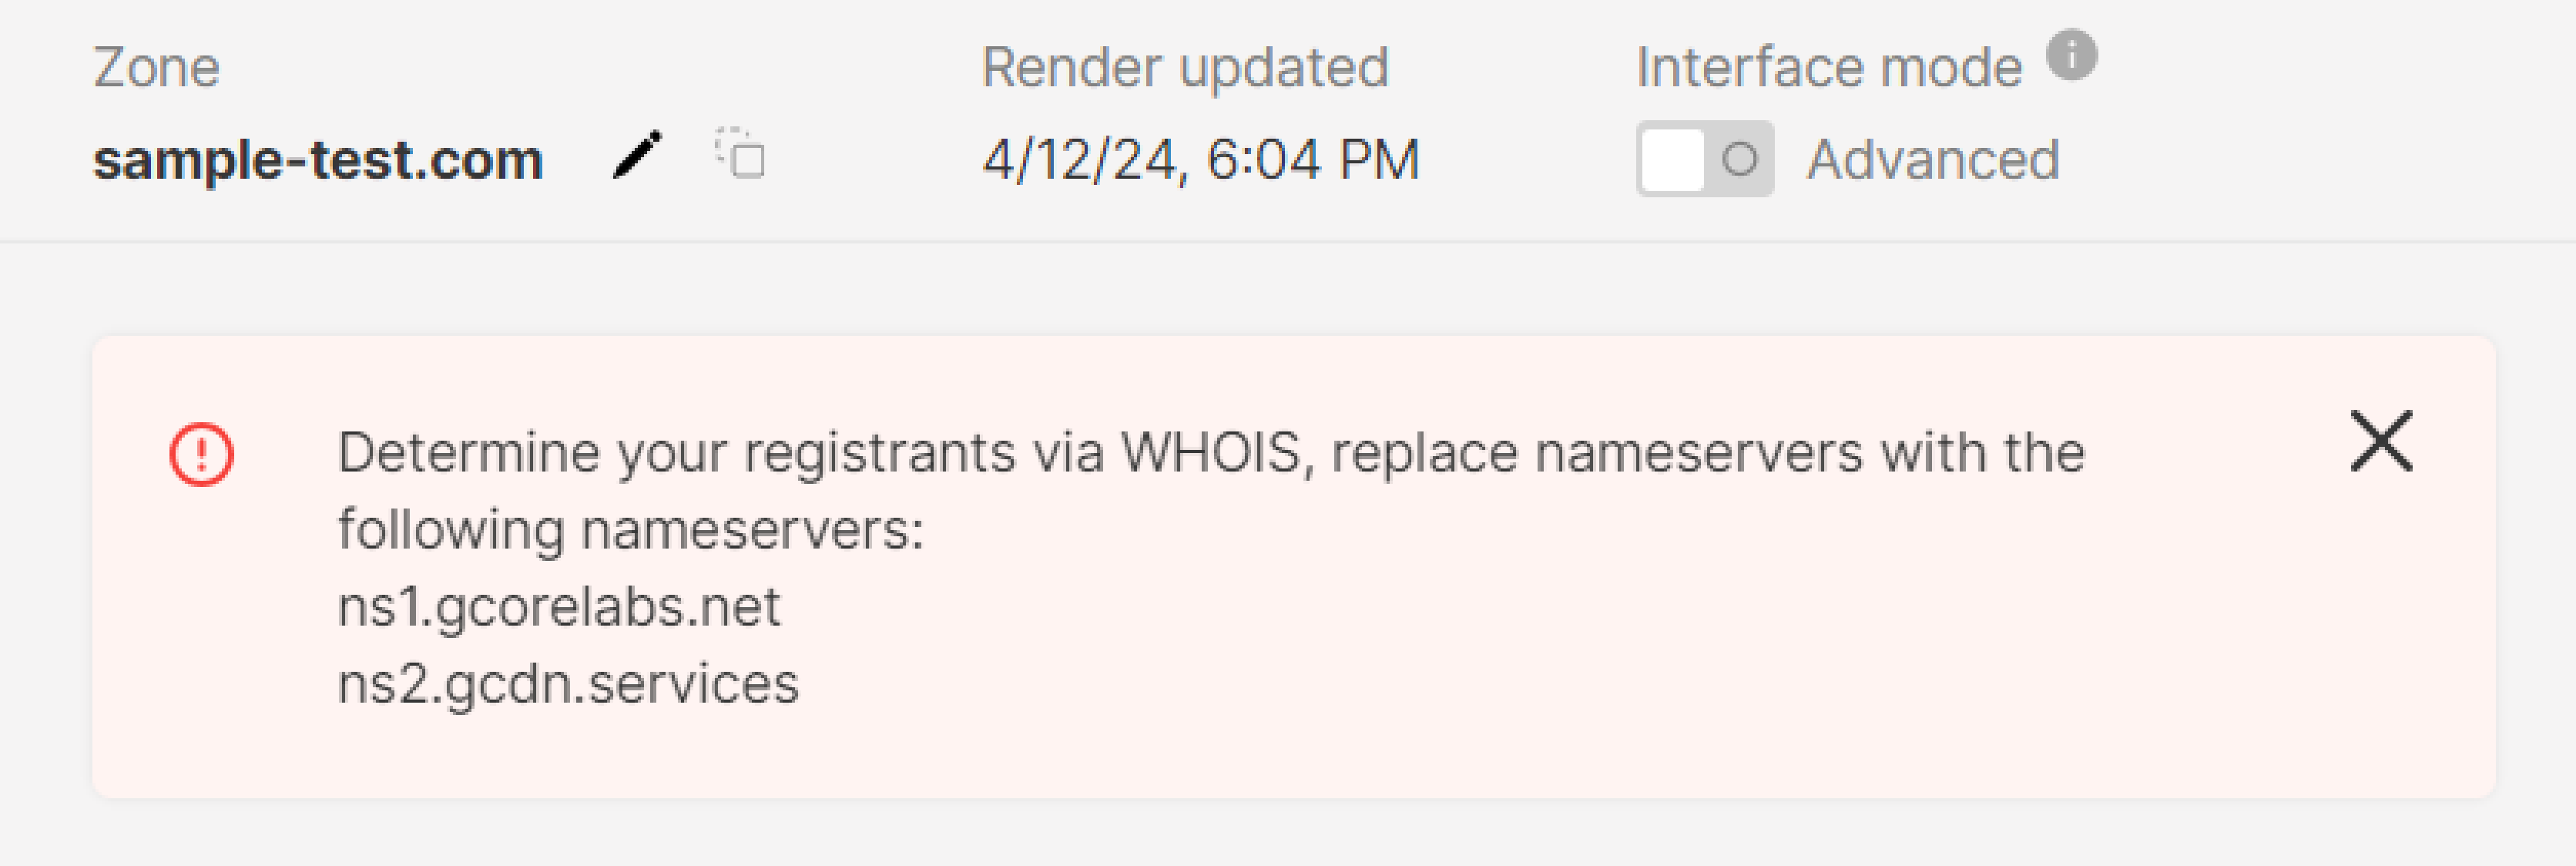 Zone
sample-test.com
Render updated
4/12/24, 6:04 PM
Interface mode
Advanced
Determine your registrants via WHOIS, replace nameservers with the
following nameservers:
ns1.gcorelabs.net
ns2.gcdn.services